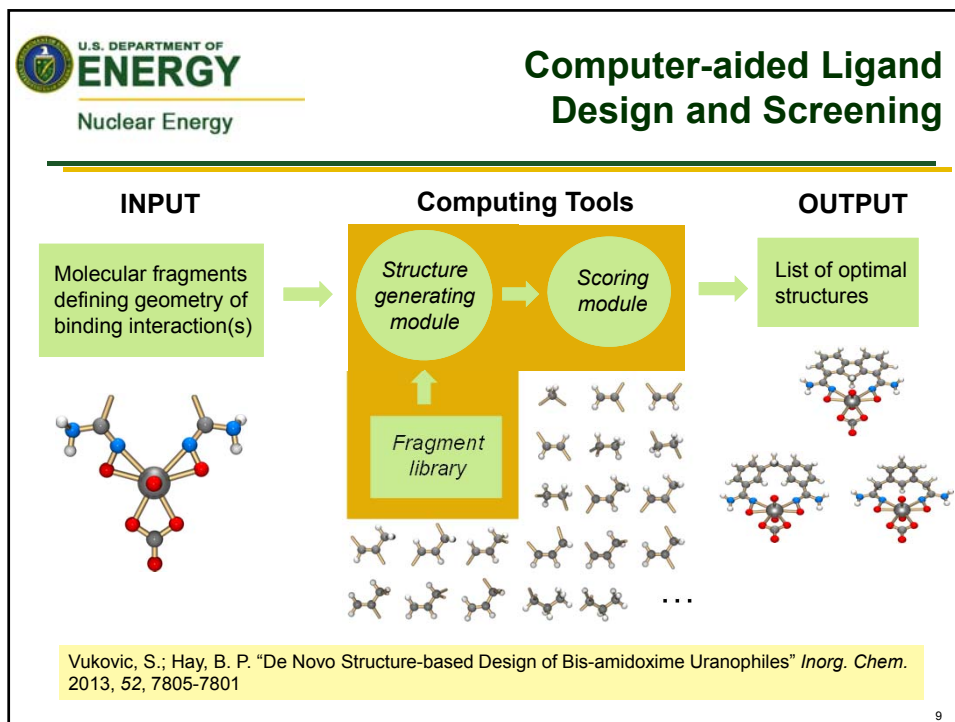 U.S. DEPARTMENT OF
ENERGY
Nuclear Energy
Computer-aided Ligand
Design and Screening
INPUT
Computing Tools
OUTPUT
Molecular fragments
defining geometry of
binding interaction(s)
Structure
generating
module
Scoring
module
List of optimal
structures
Fragment
library
...
Vukovic, S.; Hay, B. P. “De Novo Structure-based Design of Bis-amidoxime Uranophiles” Inorg. Chem.
2013, 52, 7805-7801
9